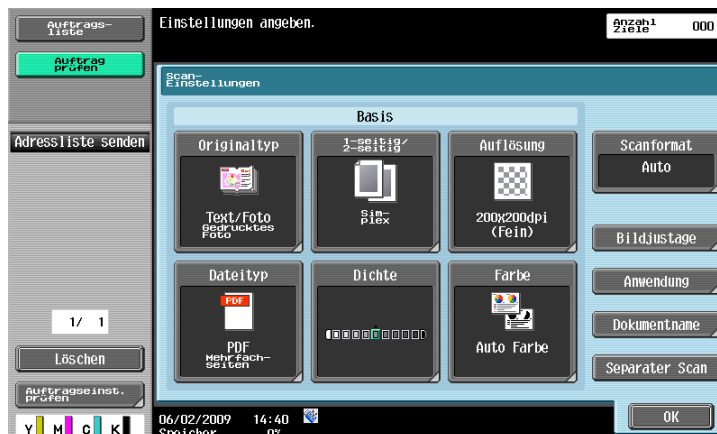 Auftrags-
liste
Auftrag
prüfen
Adressliste senden
1/ 1
Löschen
Auftragseinst.
prüfen
Y M C K
Einstellungen angeben.
Anzahl
Ziele
000
Scan-
Einstellungen
Basis
Originaltyp
Text/Foto
Gedrucktes
Foto
1-seitig/
2-seitig
Sim-
plex
Auflösung
200x200dpi
(Fein)
Dateityp
PDF
PDF
Mehrfach-
seiten
Dichte
Farbe
Auto Farbe
Scanformat
Auto
Bildjustage
Anwendung
Dokumentname
Separater Scan
06/02/2009 14:40
Speicher 0%
OK